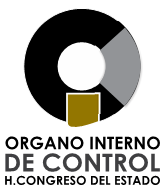 ORGANO INTERNO
DE CONTROL
H.CONGRESO DEL ESTADO